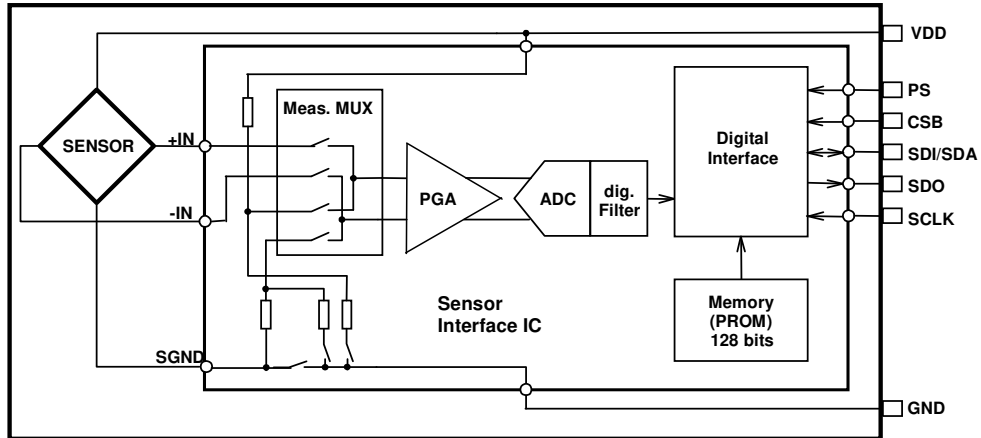 VDD
PS
CSB
SDI/SDA
SDO
SCLK
GND
SENSOR
+IN
-IN
SGND
Meas. MUX
PGA
ADC
dig.
Filter
Digital
Interface
Memory
(PROM)
128 bits
Sensor
Interface IC